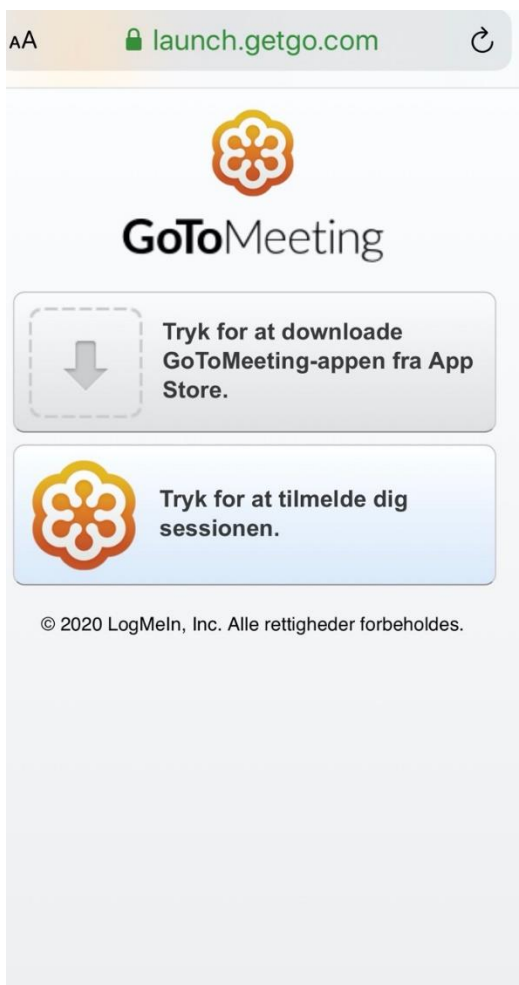 AA launch.getgo.com
GoToMeeting
Tryk for at downloade
GoToMeeting-appen fra App
Store.
Tryk for at tilmelde dig
sessionen.
© 2020 LogMeIn, Inc. Alle rettigheder forbeholdes.